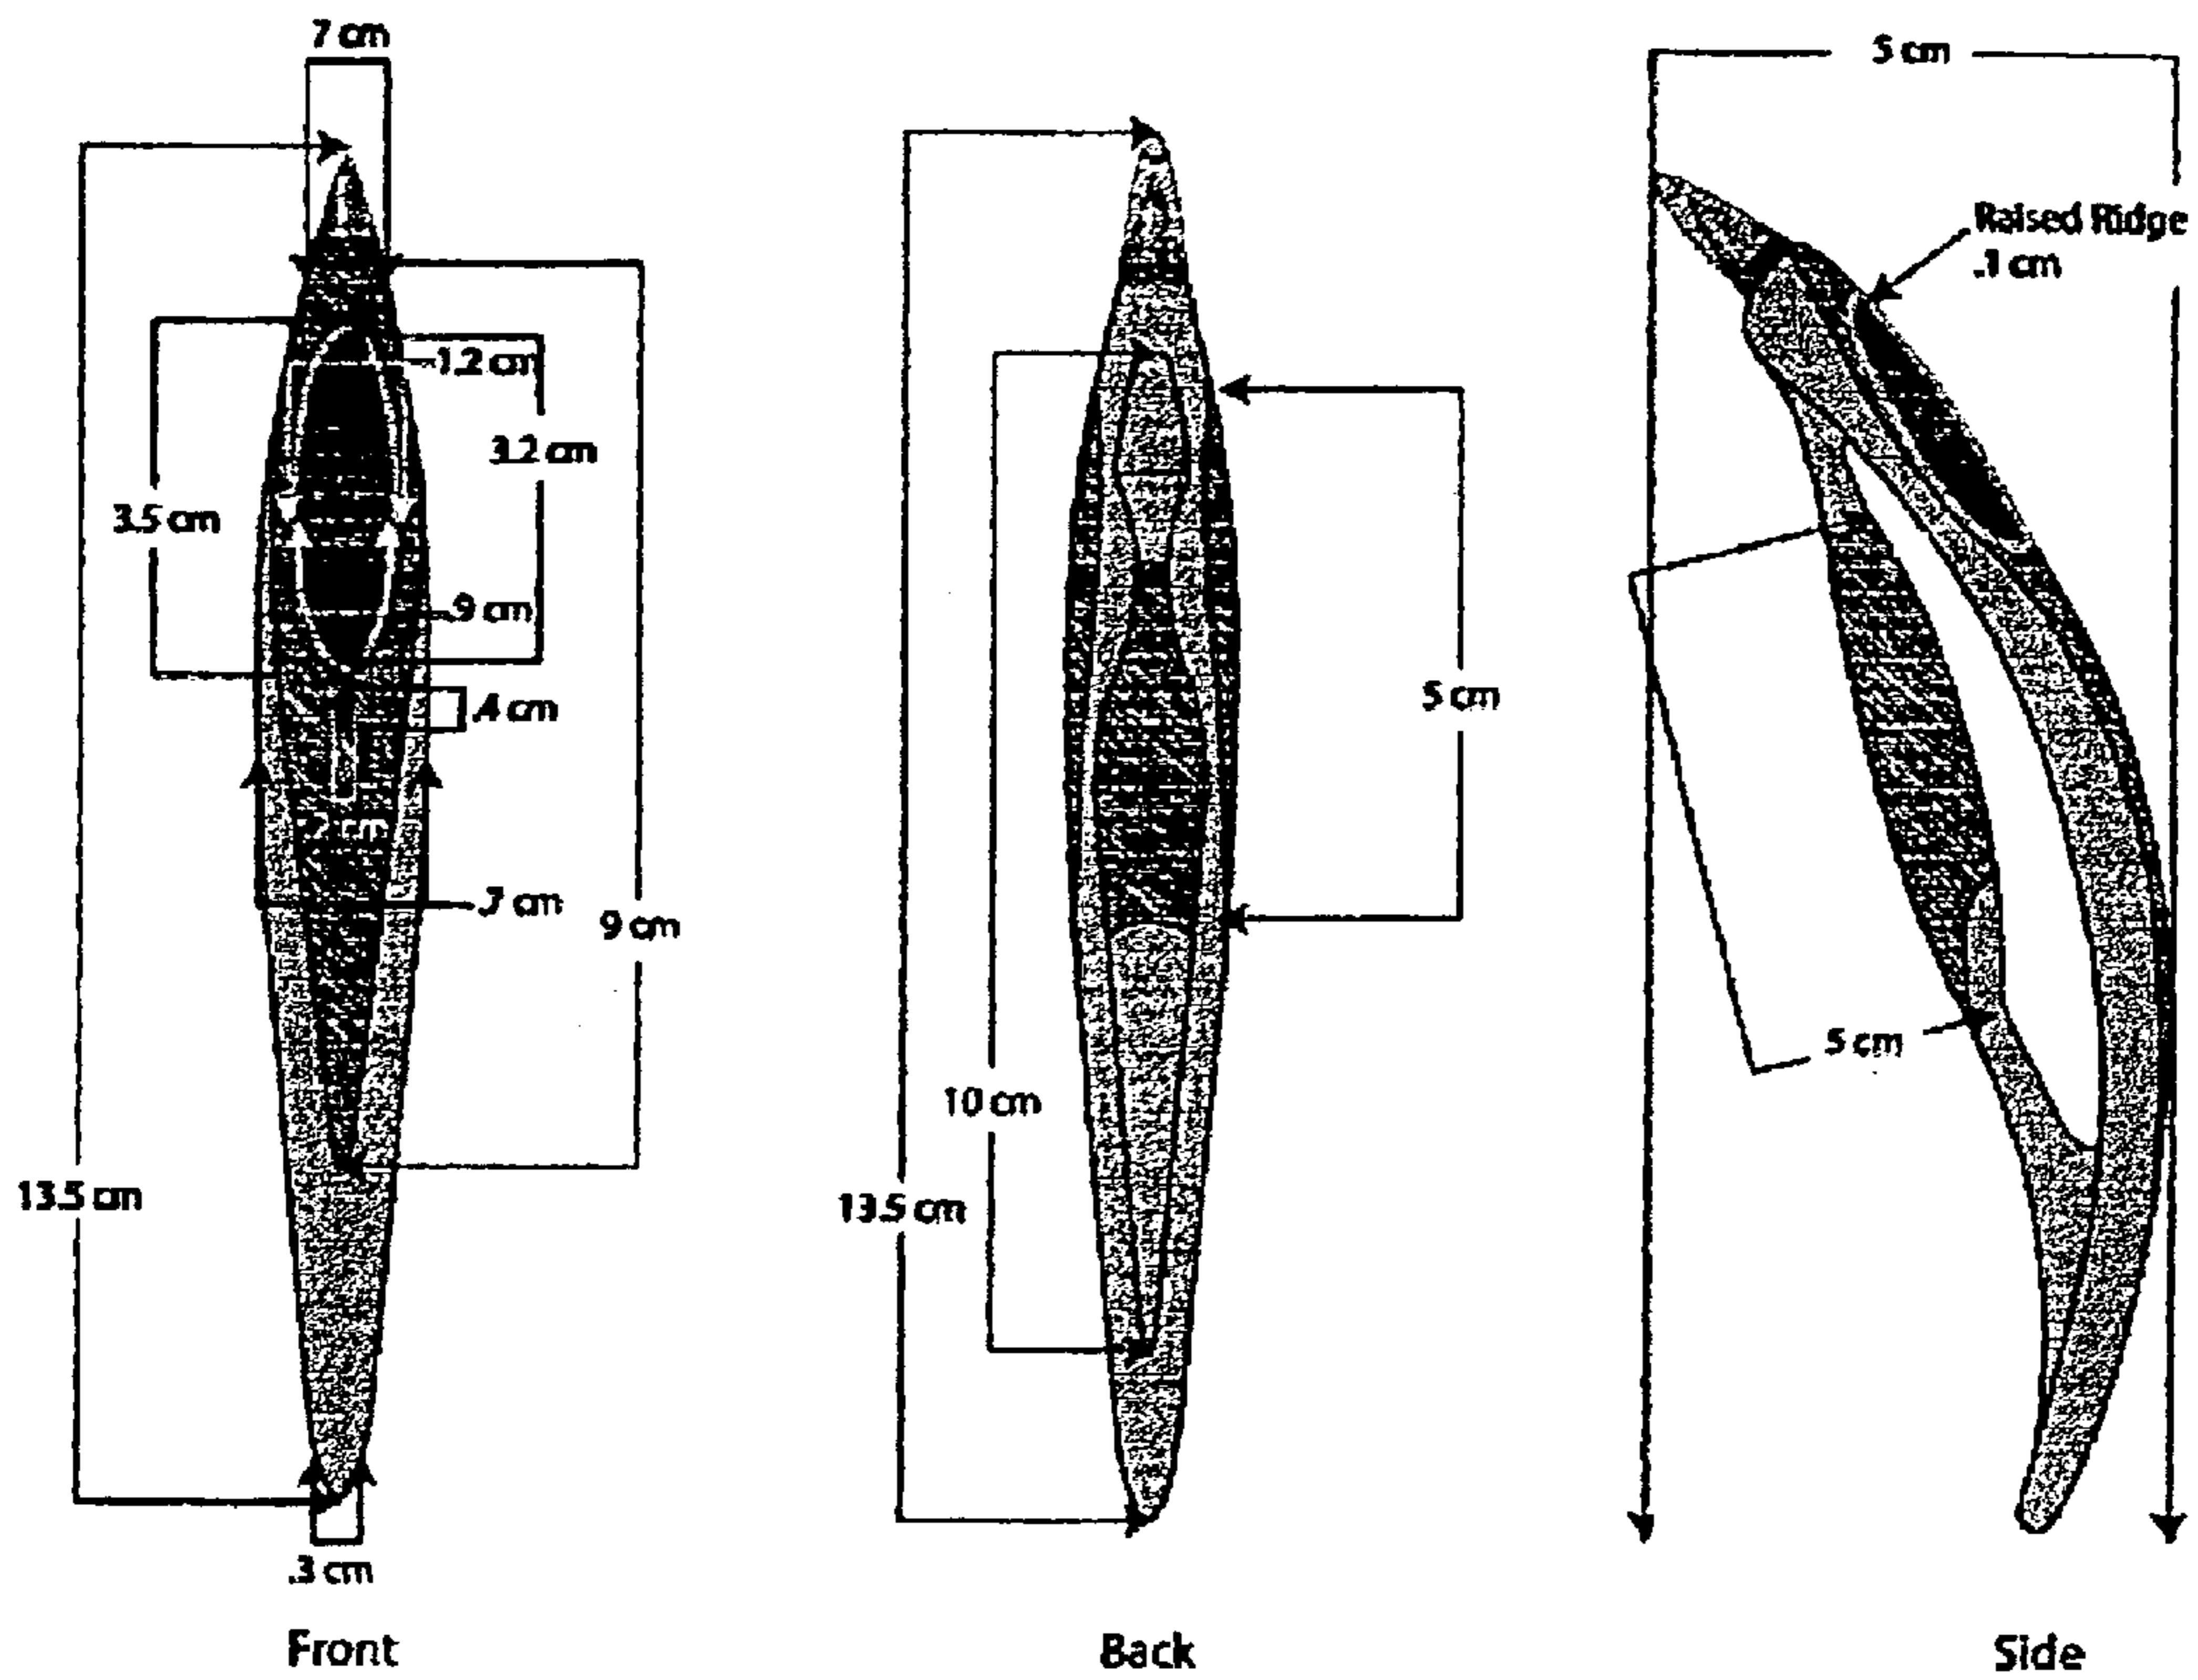 7 cm
1.2 cm
3.2 cm
3.5 cm
.9 cm
.4 cm
.2 cm
.7 cm
9 cm
13.5 cm
.3 cm
Front
5 cm
10 cm
13.5 cm
Back
5 cm
Raised Ridge
.1 cm
5 cm
Side